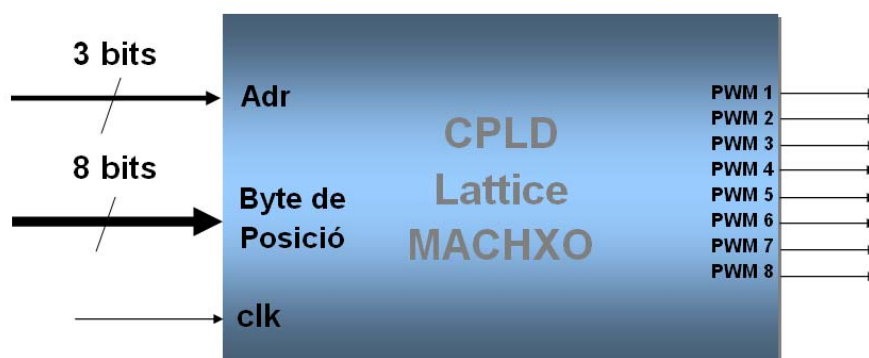 3 bits
Adr
8 bits
Byte de
Posició
clk
CPLD
Lattice
MACHXO
PWM 1
PWM 2
PWM 3
PWM 4
PWM 5
PWM 6
PWM 7
PWM 8